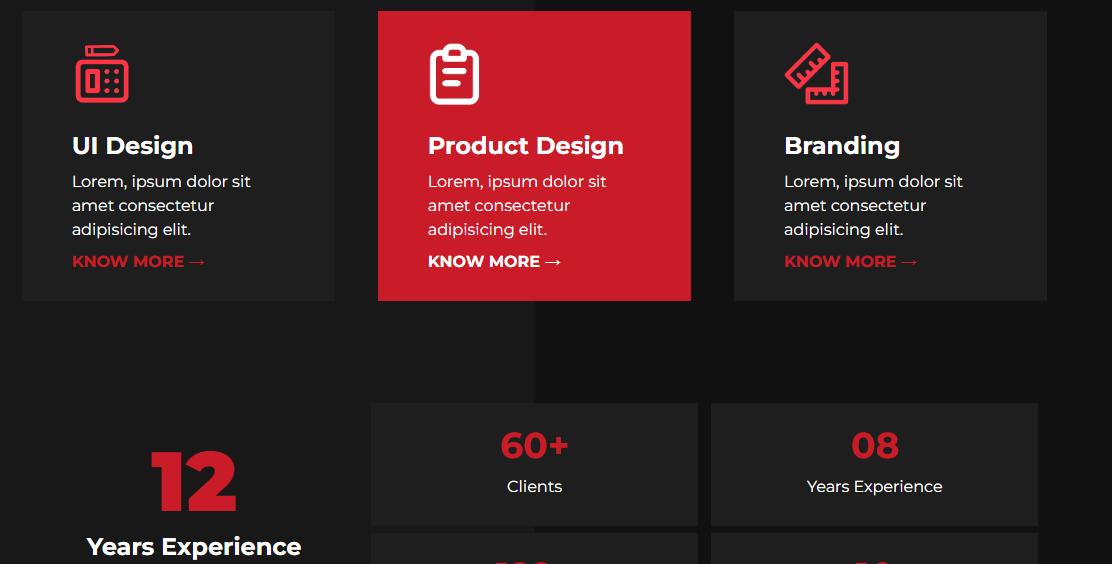 UI Design
Lorem, ipsum dolor sit
amet consectetur
adipisicing elit.
KNOW MORE →
Product Design
Lorem, ipsum dolor sit
amet consectetur
adipisicing elit.
KNOW MORE →
Branding
Lorem, ipsum dolor sit
amet consectetur
adipisicing elit.
KNOW MORE →
12
Years Experience
60+
Clients
08
Years Experience